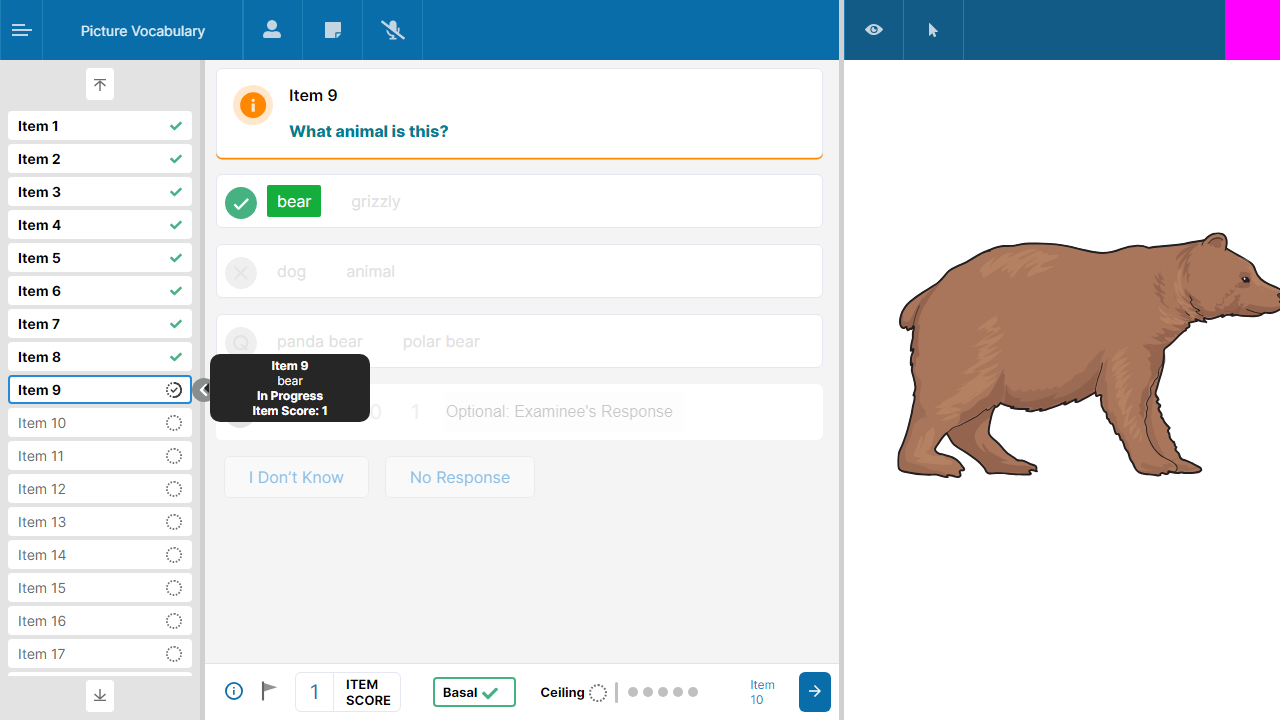 Picture Vocabulary
Item 1
Item 2
Item 3
Item 4
Item 5
Item 6
Item 7
Item 8
Item 9
Item 10
Item 11
Item 12
Item 13
Item 14
Item 15
Item 16
Item 17
Item 9
What animal is this?
bear grizzly
dog animal
Q panda bear polar bear
Item 9
bear
In Progress
Item Score: 1
0 1 Optional: Examinee's Response
I Don't Know No Response
1 ITEM SCORE
Basal
Ceiling
Item 10